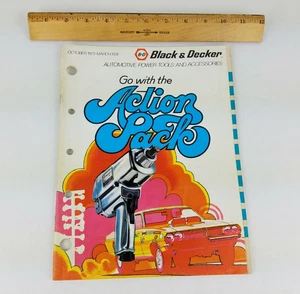 OCTOBER 1973-MARCH 1974
Black & Decker
AUTOMOTIVE POWER TOOLS AND ACCESSORIES
Go with the
Action
Pack